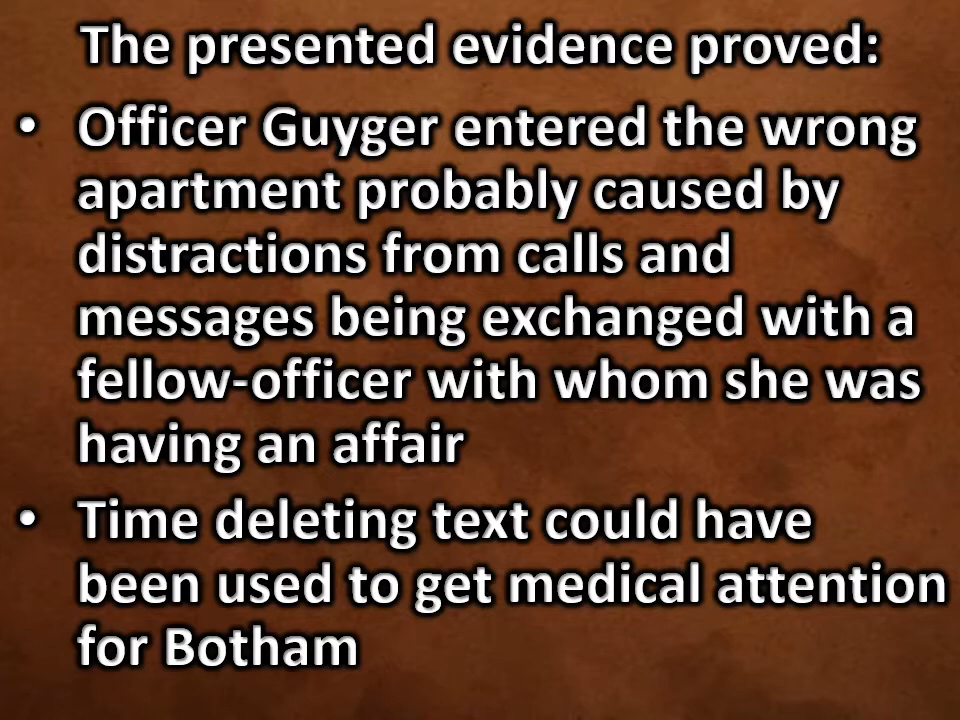 The presented evidence proved:
• Officer Guyger entered the wrong
apartment probably caused by
distractions from calls and
messages being exchanged with a
fellow-officer with whom she was
having an affair
• Time deleting text could have
been used to get medical attention
for Botham